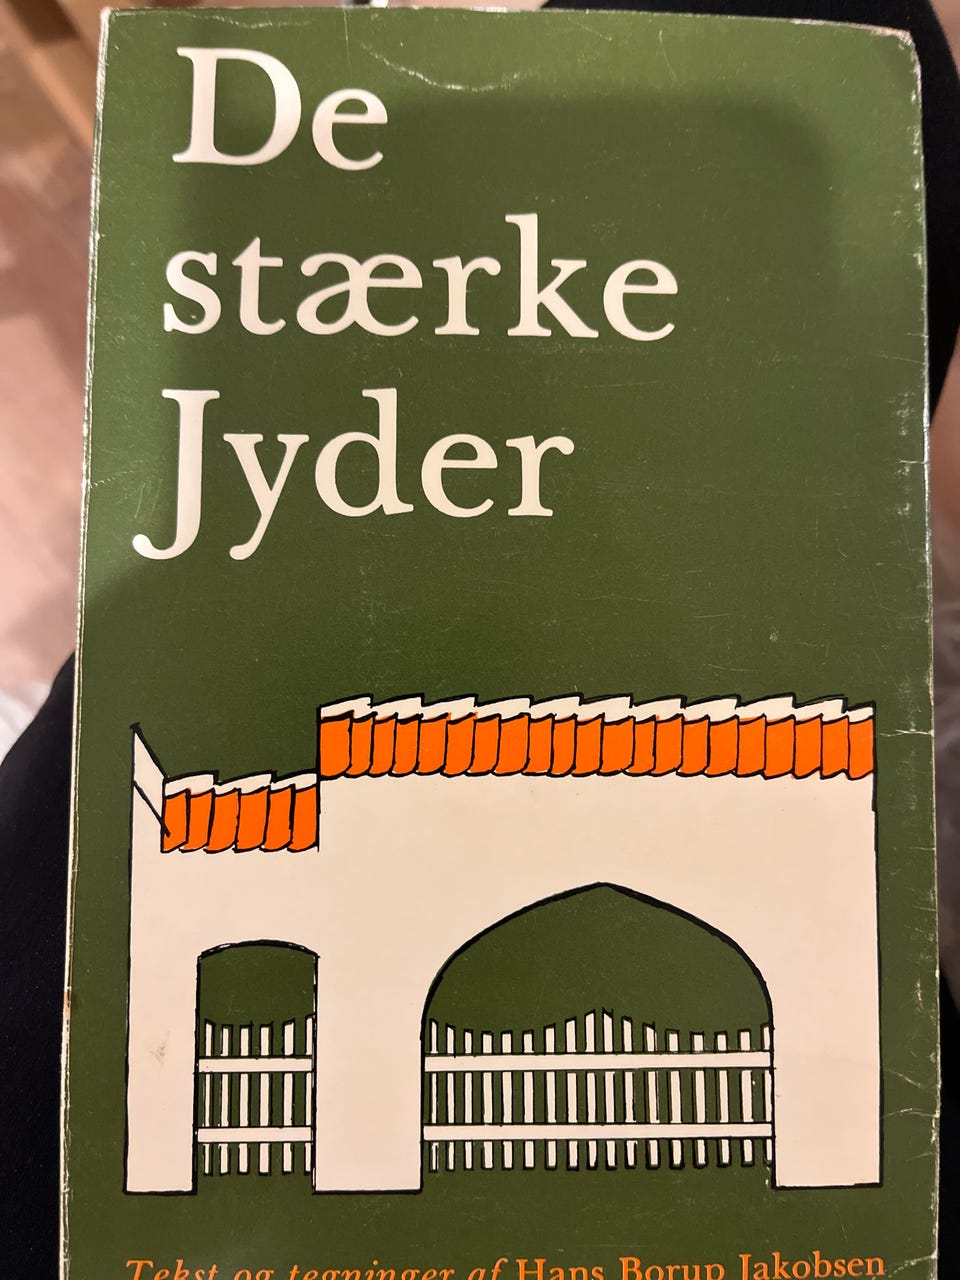 De
stærke
Jyder
Tekst og tegninger af Hans Borup Jakobsen